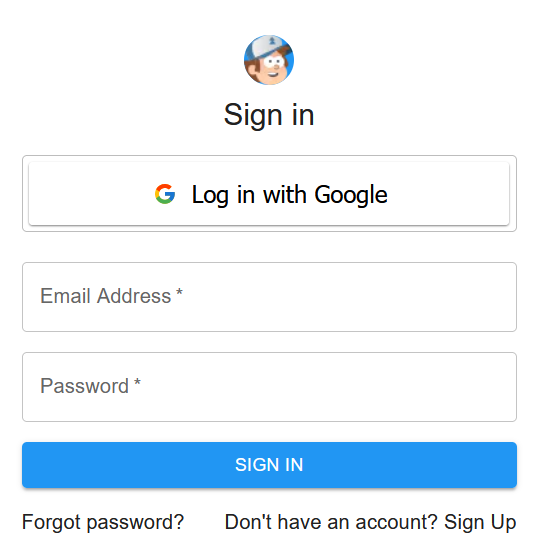 Sign in
Log in with Google
Email Address *
Password *
SIGN IN
Forgot password? Don't have an account? Sign Up